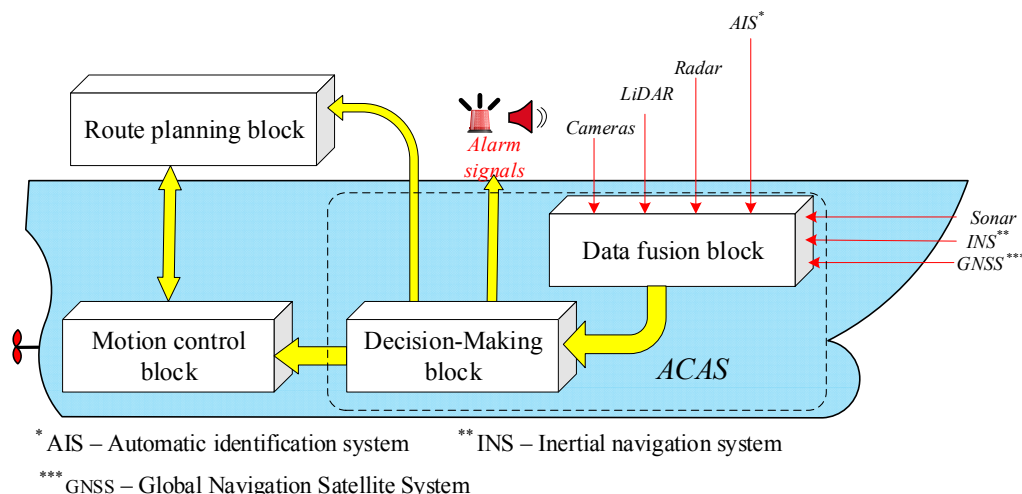 AIS*
Radar
LiDAR
Cameras
Route planning block
Alarm
signals
Sonar
INS**
GNSS***
Data fusion block
Motion control
block
Decision-Making
block
ACAS
* AIS – Automatic identification system
** INS – Inertial navigation system
*** GNSS – Global Navigation Satellite System